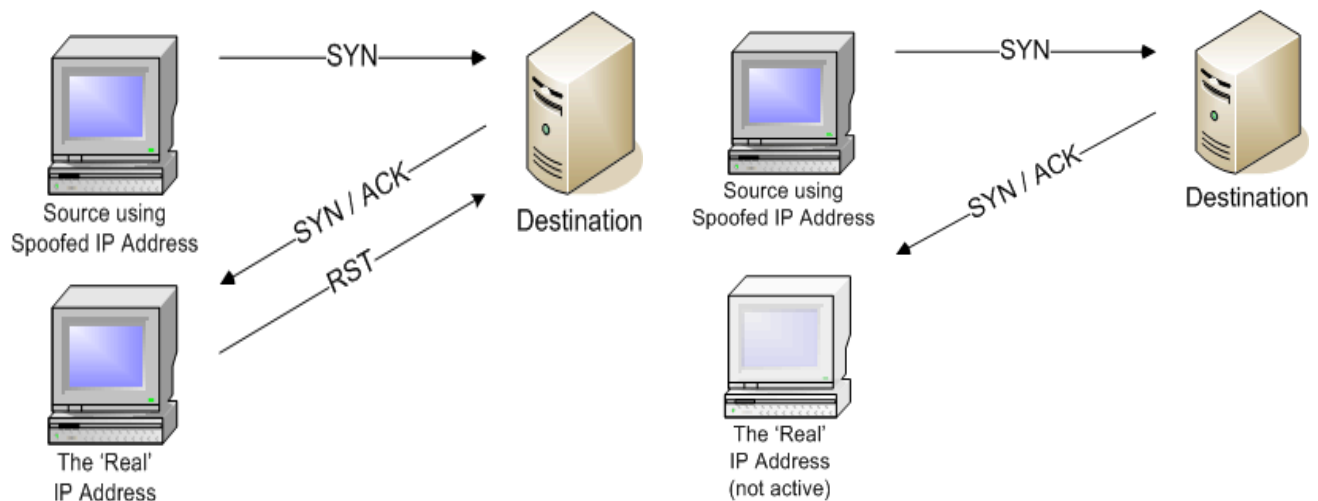 SYN
SYN / ACK
RST
Source using
Spoofed IP Address
Destination
The ‘Real’
IP Address
SYN
SYN / ACK
Source using
Spoofed IP Address
Destination
The ‘Real’
IP Address
(not active)